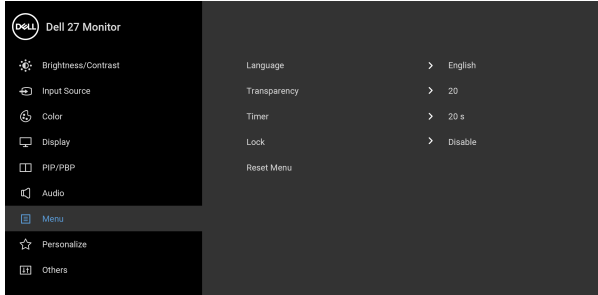 DELL Dell 27 Monitor
Brightness/Contrast
Input Source
Color
Display
PIP/PBP
Audio
Menu
Personalize
Others
Language > English
Transparency > 20
Timer > 20 s
Lock > Disable
Reset Menu